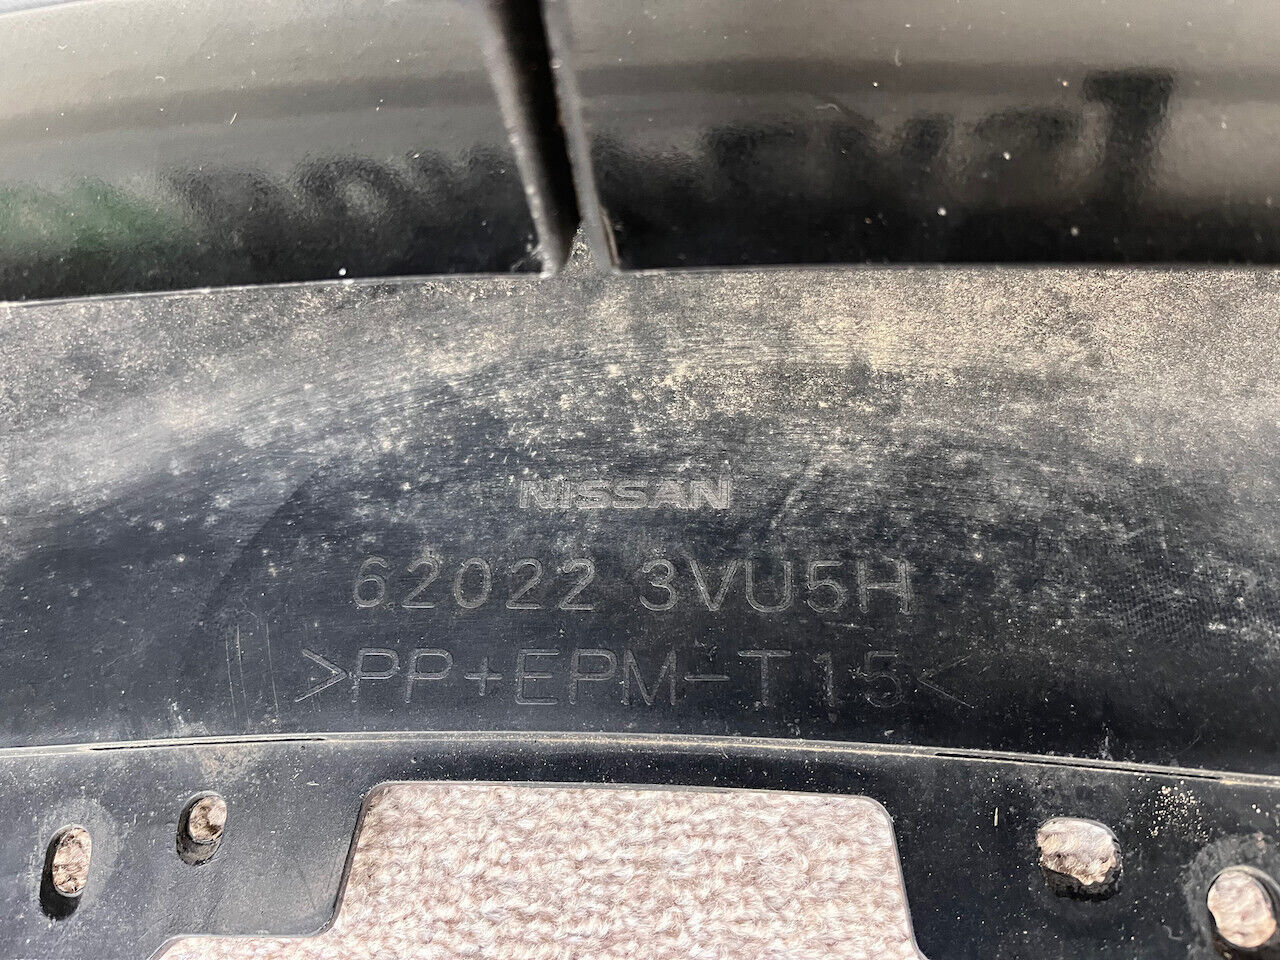 NISSAN
62022 3VU5H
>PP+EPM-T15<